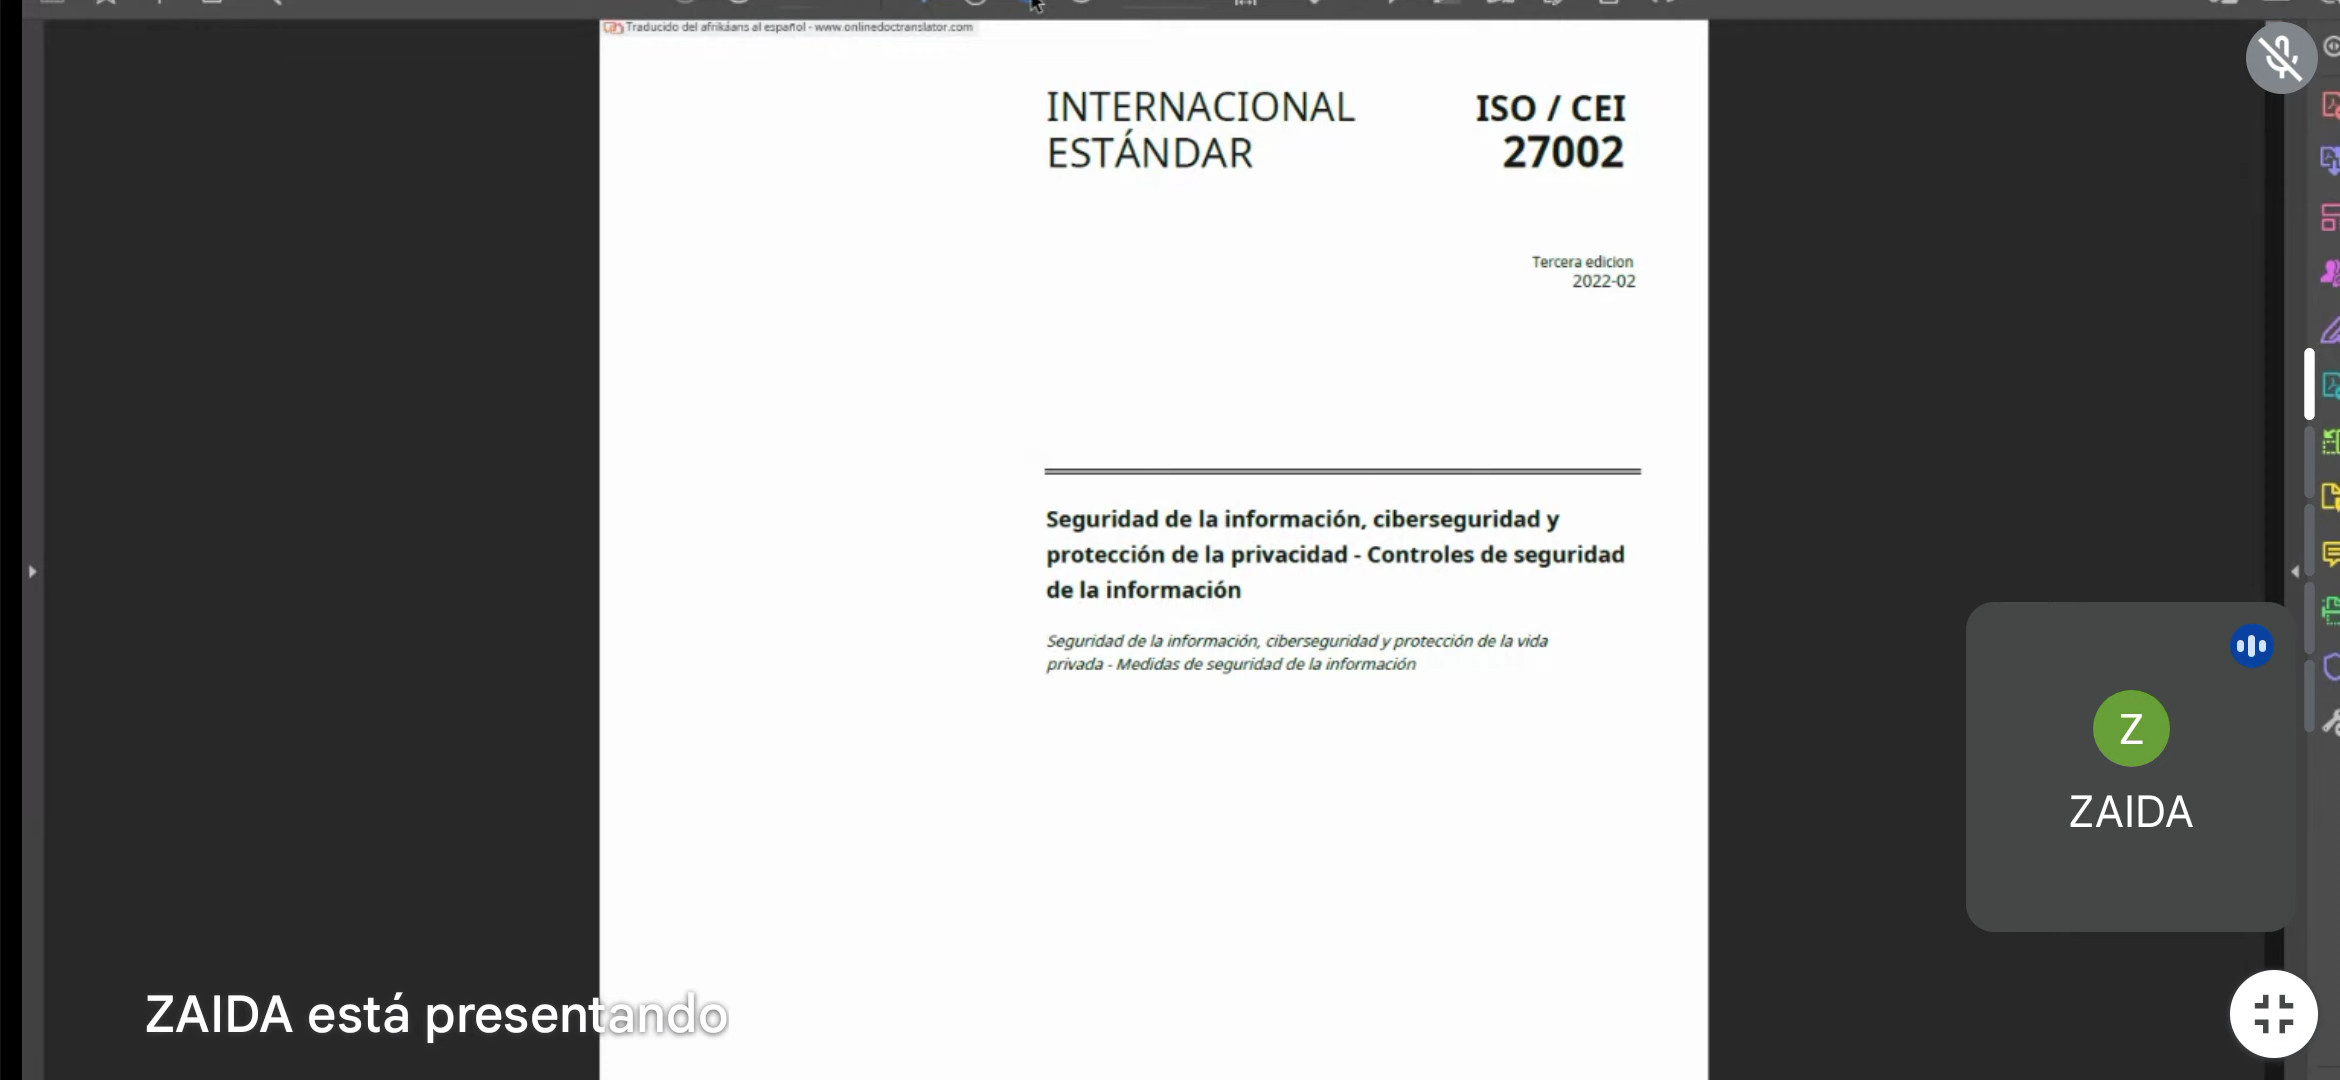 Traducido del afrikáans al español - www.onlinedoctranslator.com
INTERNACIONAL
ESTÁNDAR
ISO / CEI
27002
Tercera edicion
2022-02
Seguridad de la información, ciberseguridad y
protección de la privacidad - Controles de seguridad
de la información
Seguridad de la información, ciberseguridad y protección de la vida
privada - Medidas de seguridad de la información
Z
ZAIDA
ZAIDA está presentando